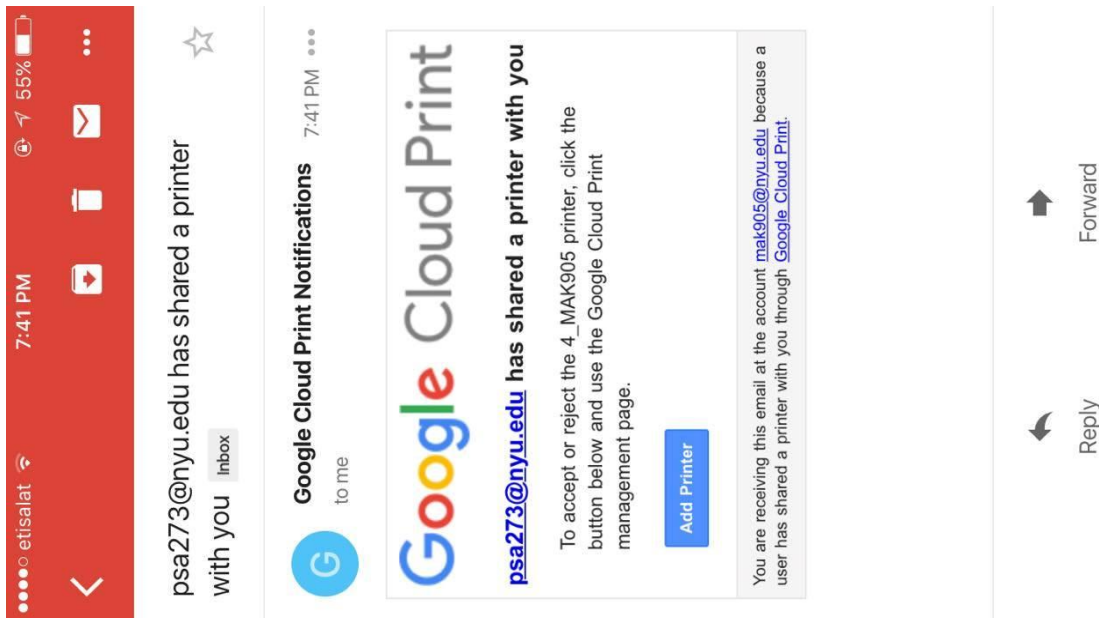 etisalat 7:41 PM 55%
psa273@nyu.edu has shared a printer
with you Inbox
G
Google Cloud Print Notifications 7:41 PM
to me
Google Cloud Print
psa273@nyu.edu has shared a printer with you
To accept or reject the 4_MAK905 printer, click the
button below and use the Google Cloud Print
management page.
Add Printer
You are receiving this email at the account mak905@nyu.edu because a
user has shared a printer with you through Google Cloud Print.
Reply Forward